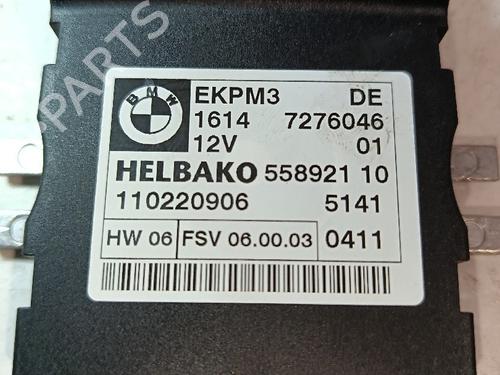 PARTS
BMW
EKPM3 DE
1614 7276046
12V 01
HELBAKO 558921 10
110220906 5141
HW 06 FSV 06.00.03 0411